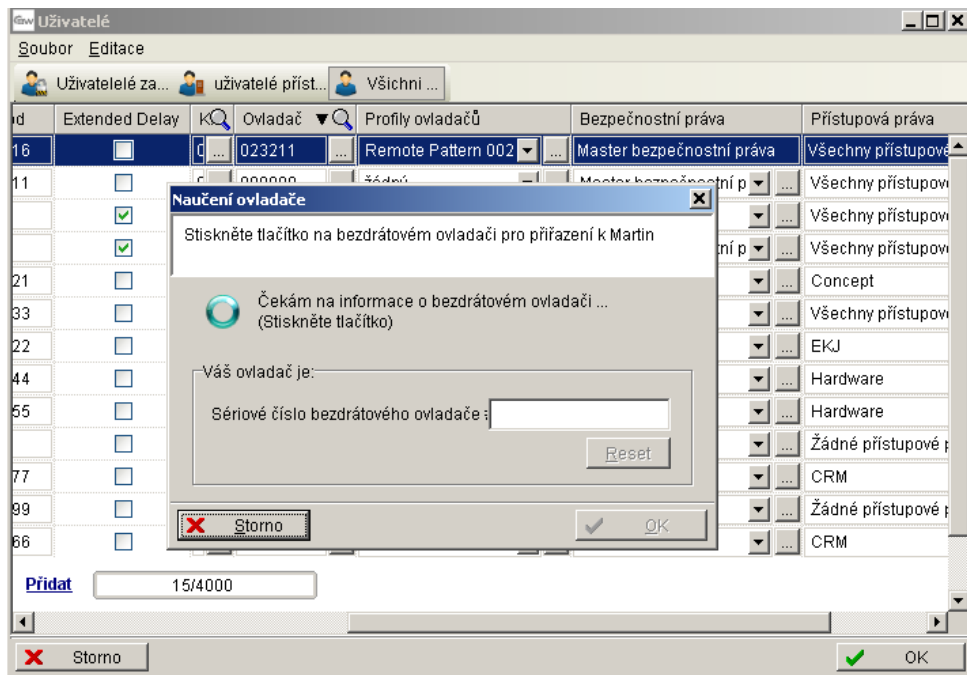 Uživatelé
Soubor Editace
Uživatelelé za... uživatelé příst... Všichni ...
Extended Delay Ovladač Profily ovladačů Bezpečnostní práva Přístupová práva
16 ... 023211 ... Remote Pattern 002 ... Master bezpečnostní práva Všechny přístupové
11 ... Všechny přístupov
Naučení ovladače
... Všechny přístupov
Stiskněte tlačítko na bezdrátovém ovladači pro přiřazení k Martin
... Všechny přístupov
21 ... Concept
Čekám na informace o bezdrátovém ovladači ...
(Stiskněte tlačítko)
33 ... Všechny přístupov
22 ... EKJ
Váš ovladač je:
44 ... Hardware
Sériové číslo bezdrátového ovladače :
55 ... Hardware
... Žádné přístupové
Reset
77 ... CRM
99 ... Žádné přístupové
Storno OK
66 ... CRM
Přidat 15/4000
Storno OK